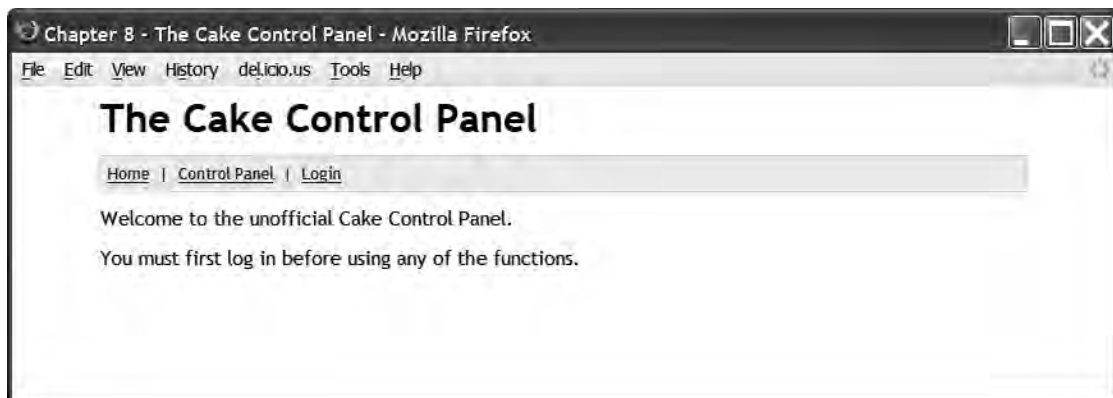 Chapter 8 - The Cake Control Panel - Mozilla Firefox
File Edit View History del.icio.us Tools Help
The Cake Control Panel
Home | Control Panel | Login
Welcome to the unofficial Cake Control Panel.
You must first log in before using any of the functions.